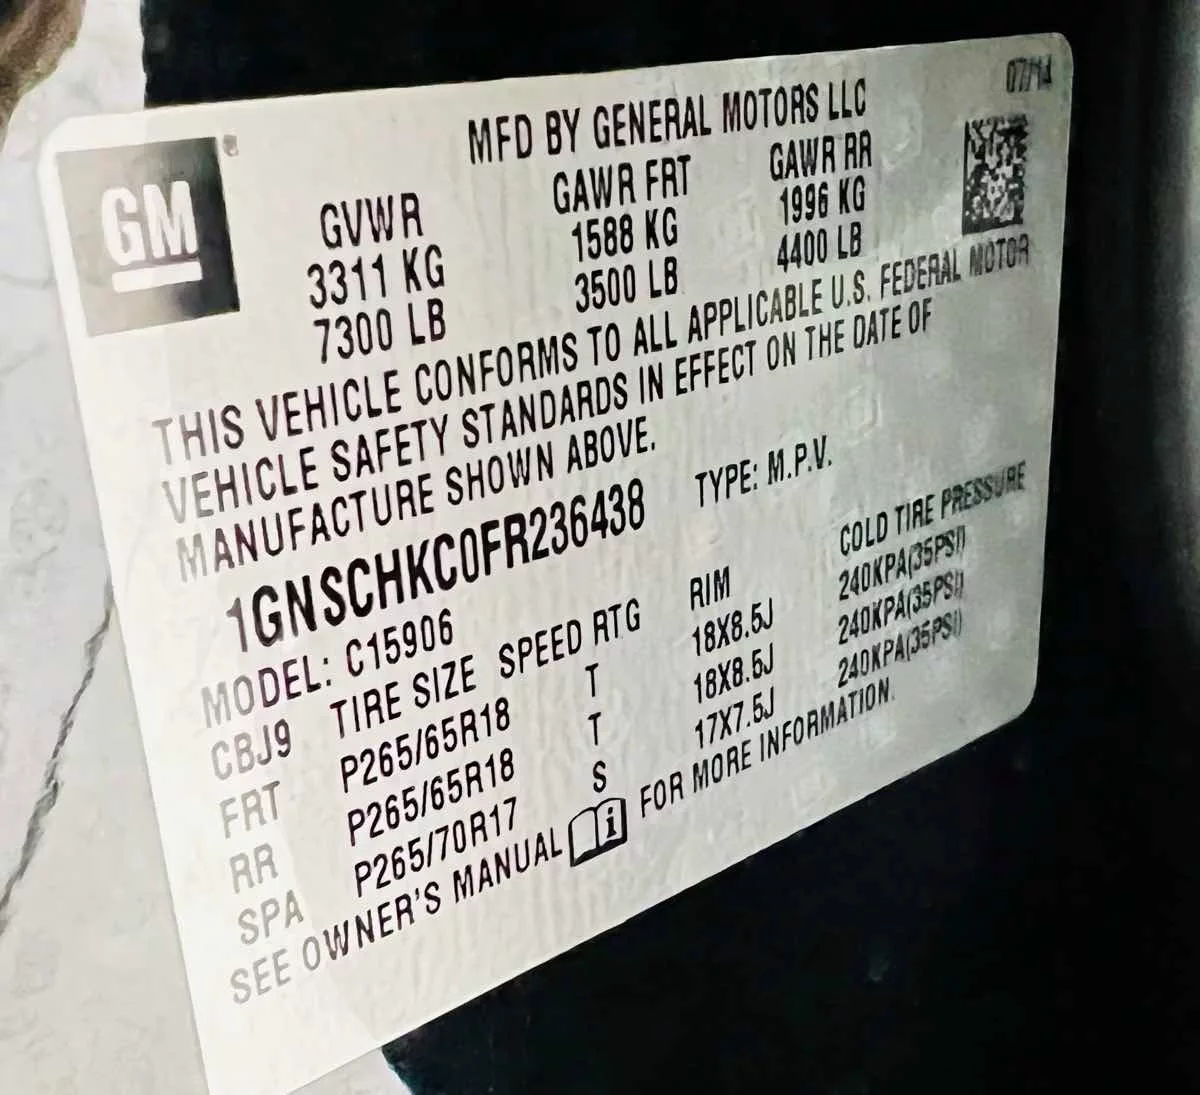 07/14
MFD BY GENERAL MOTORS LLC
GM
GVWR GAWR FRT GAWR RR
3311 KG 1588 KG 1996 KG
7300 LB 3500 LB 4400 LB
THIS VEHICLE CONFORMS TO ALL APPLICABLE U.S. FEDERAL MOTOR
VEHICLE SAFETY STANDARDS IN EFFECT ON THE DATE OF
MANUFACTURE SHOWN ABOVE.
1GNSCHKC0FR236438 TYPE: M.P.V.
MODEL: C15906
CBJ9 TIRE SIZE SPEED RTG RIM COLD TIRE PRESSURE
FRT P265/65R18 T 18X8.5J 240KPA(35PSI)
RR P265/65R18 T 18X8.5J 240KPA(35PSI)
SPA P265/70R17 S 17X7.5J 240KPA(35PSI)
SEE OWNER'S MANUAL i FOR MORE INFORMATION.